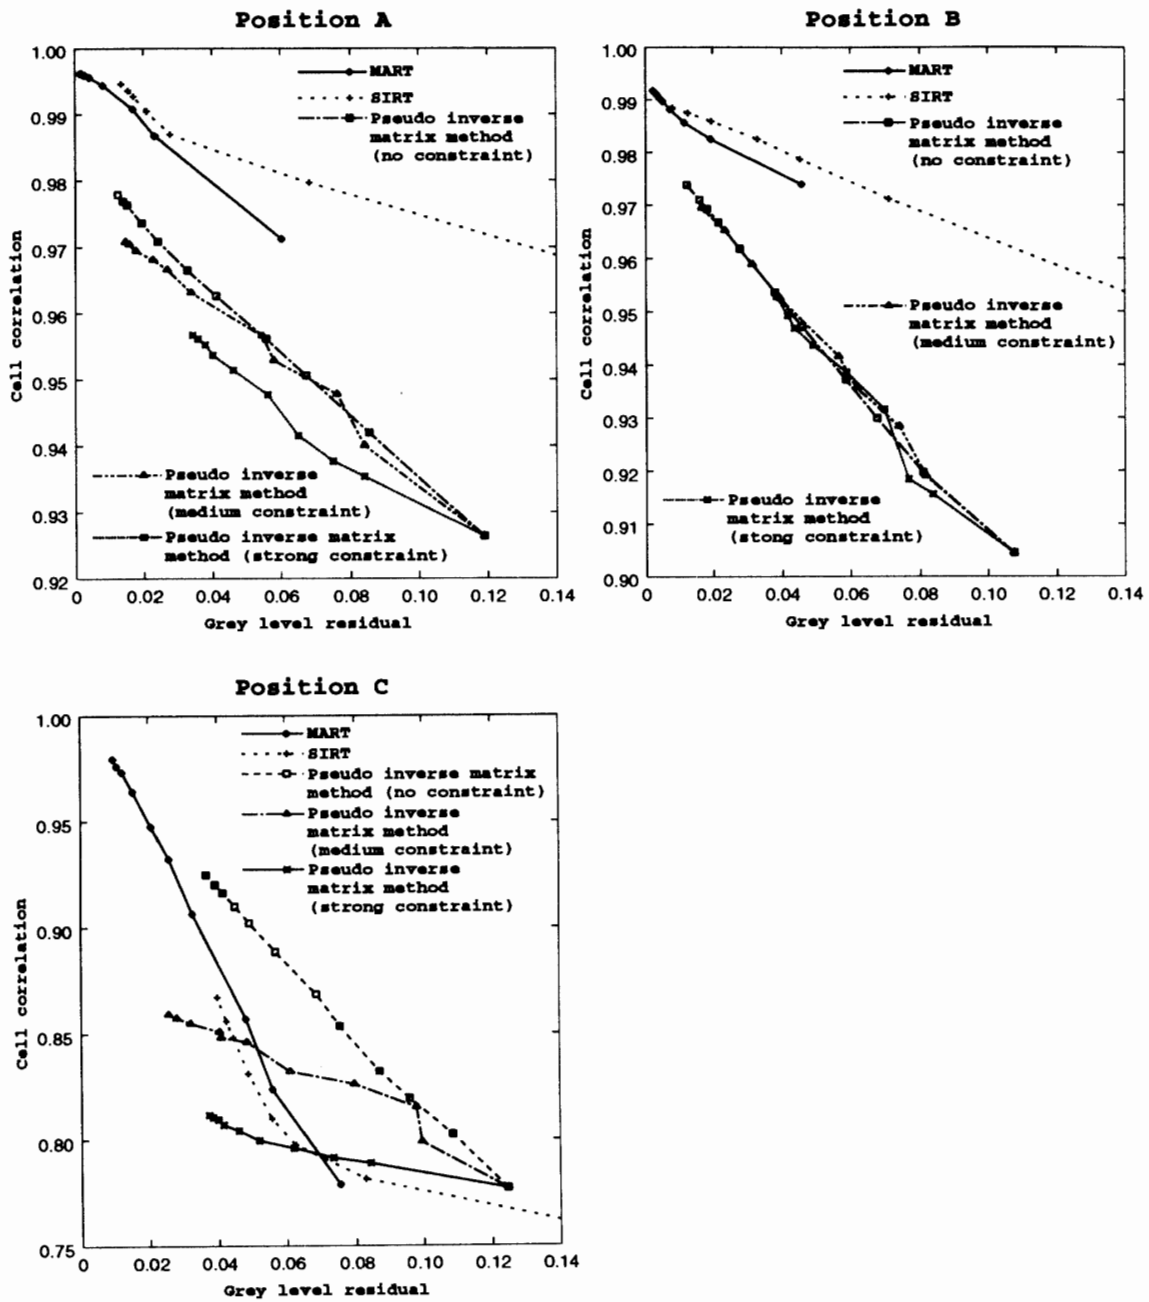 Position A
1.00
0.99
0.98
0.97
0.96
0.95
0.94
0.93
0.92
Cell correlation
MART
SIRT
Pseudo inverse
matrix method
(no constraint)
Pseudo inverse
matrix method
(medium constraint)
Pseudo inverse matrix
method (strong constraint)
0 0.02 0.04 0.06 0.08 0.10 0.12 0.14
Grey level residual
Position B
1.00
0.99
0.98
0.97
0.96
0.95
0.94
0.93
0.92
0.91
0.90
Cell correlation
MART
SIRT
Pseudo inverse
matrix method
(no constraint)
Pseudo inverse
matrix method
(medium constraint)
Pseudo inverse
matrix method
(stong constraint)
0 0.02 0.04 0.06 0.08 0.10 0.12 0.14
Grey level residual
Position C
1.00
0.95
0.90
0.85
0.80
0.75
Cell correlation
MART
SIRT
Pseudo inverse matrix
method (no constraint)
Pseudo inverse
matrix method
(medium constraint)
Pseudo inverse
matrix method
(strong constraint)
0 0.02 0.04 0.06 0.08 0.10 0.12 0.14
Grey level residual